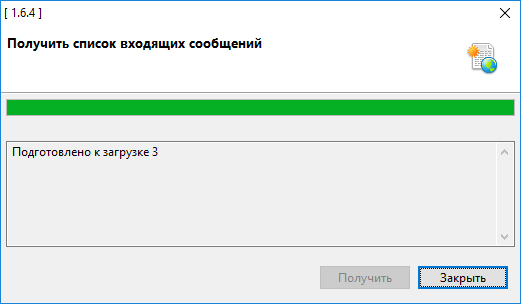 [ 1.6.4 ]
Получить список входящих сообщений
Подготовлено к загрузке 3
Получить
Закрыть